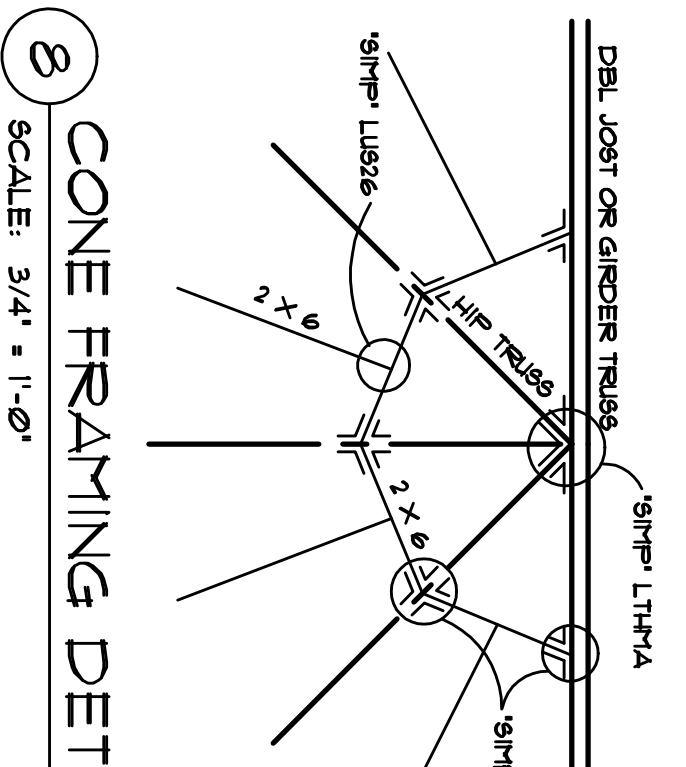 DBL JOST OR GIRDER TRUSS
"SIMP" LTHMA
"SIMP" LUS26
HIP TRUSS
2 X 6
2 X 6
8
CONE FRAMING DET
SCALE: 3/4" = 1'-0"